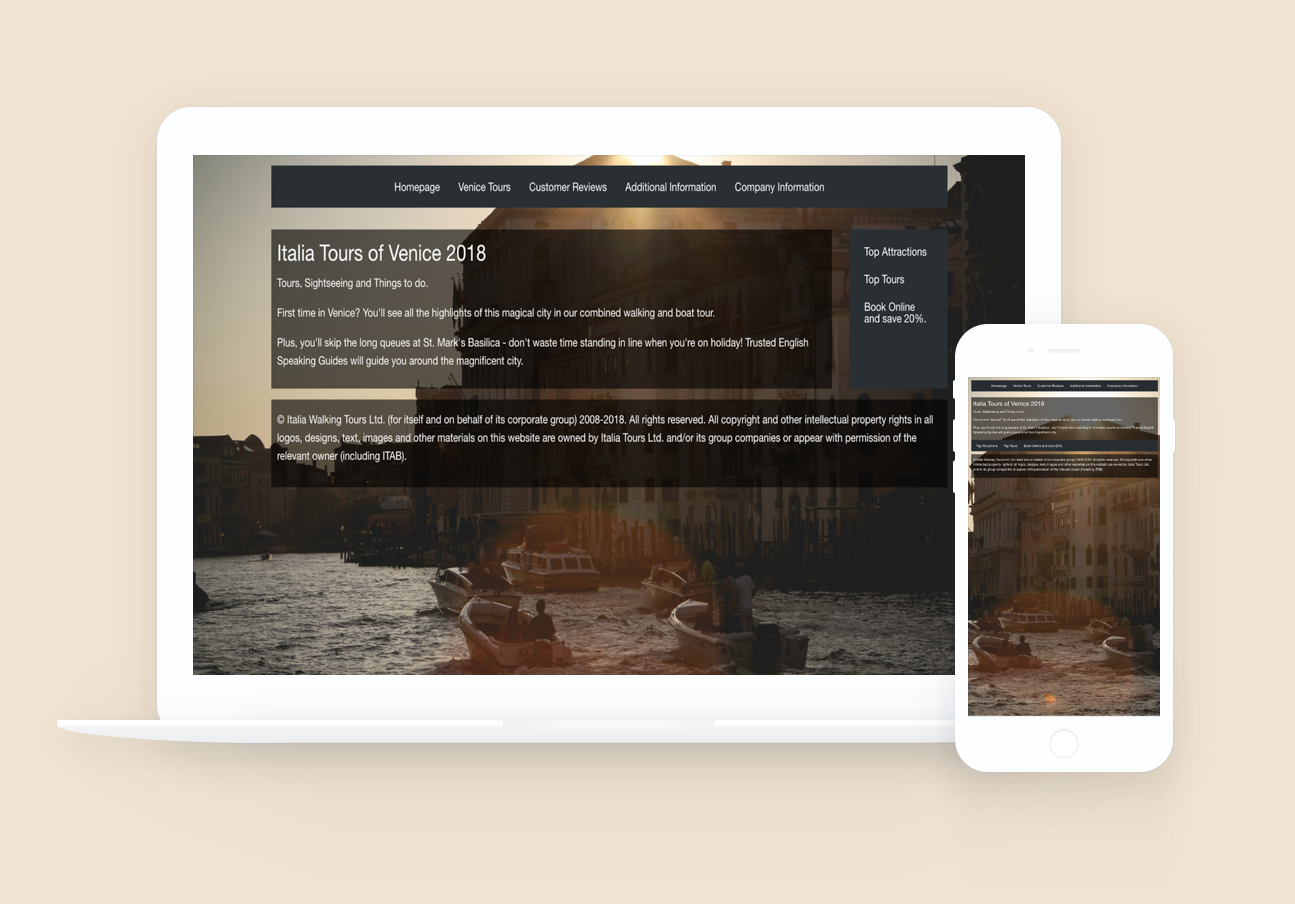 Homepage Venice Tours Customer Reviews Additional Information Company Information
Italia Tours of Venice 2018
Tours, Sightseeing and Things to do.
First time in Venice? You'll see all the highlights of this magical city in our combined walking and boat tour.
Plus, you'll skip the long queues at St. Mark's Basilica - don't waste time standing in line when you're on holiday! Trusted English
Speaking Guides will guide you around the magnificent city.
Top Attractions
Top Tours
Book Online
and save 20%.
© Italia Walking Tours Ltd. (for itself and on behalf of its corporate group) 2008-2018. All rights reserved. All copyright and other intellectual property rights in all
logos, designs, text, images and other materials on this website are owned by Italia Tours Ltd. and/or its group companies or appear with permission of the
relevant owner (including ITAB).
Homepage Venice Tours Customer Reviews Additional Information Company Information
Italia Tours of Venice 2018
Tours, Sightseeing and Things to do.
Top Attractions Top Tours Book Online and save 20%.